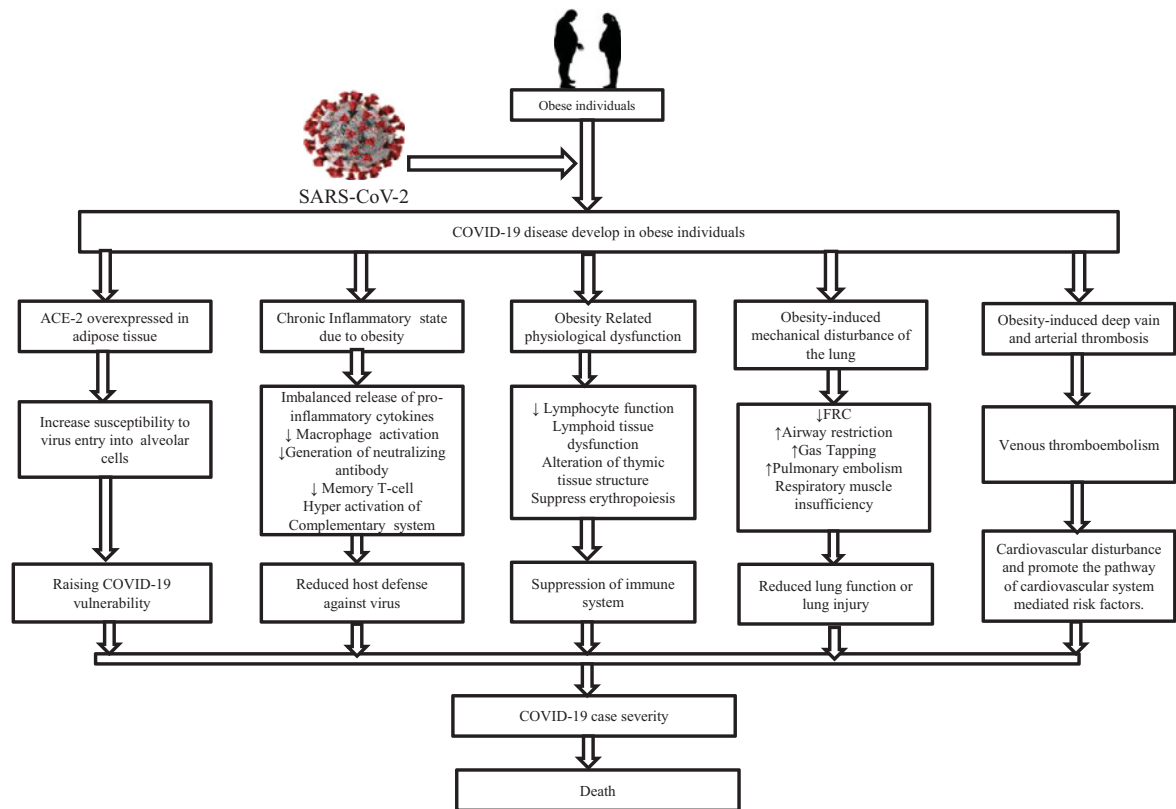 Obese individuals
SARS-CoV-2
COVID-19 disease develop in obese individuals
ACE-2 overexpressed in
adipose tissue
Increase susceptibility to
virus entry into alveolar
cells
Raising COVID-19
vulnerability
Chronic Inflammatory state
due to obesity
Imbalanced release of pro-
inflammatory cytokines
↓ Macrophage activation
↓Generation of neutralizing
antibody
↓ Memory T-cell
Hyper activation of
Complementary system
Reduced host defense
against virus
Obesity Related
physiological dysfunction
↓ Lymphocyte function
Lymphoid tissue
dysfunction
Alteration of thymic
tissue structure
Suppress erythropoiesis
Suppression of immune
system
Obesity-induced
mechanical disturbance of
the lung
↓FRC
↑Airway restriction
↑Gas Tapping
↑Pulmonary embolism
Respiratory muscle
insufficiency
Reduced lung function or
lung injury
Obesity-induced deep vain
and arterial thrombosis
Venous thromboembolism
Cardiovascular disturbance
and promote the pathway
of cardiovascular system
mediated risk factors.
COVID-19 case severity
Death